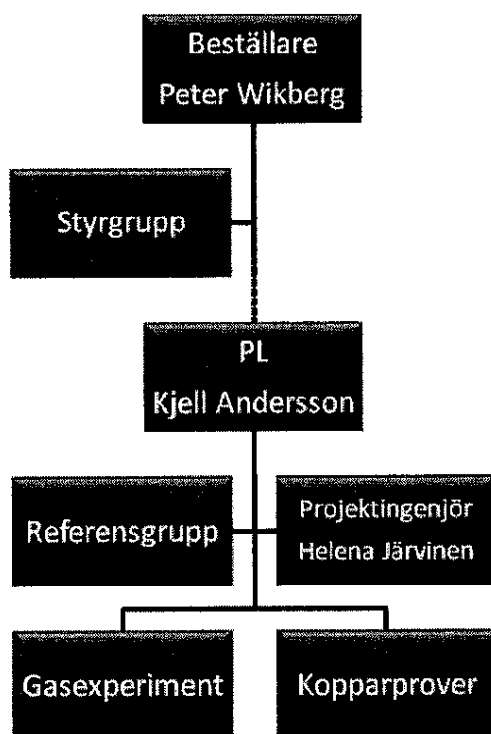 Beställare
Peter Wikberg
Styrgrupp
PL
Kjell Andersson
Referensgrupp
Projektingenjör
Helena Järvinen
Gasexperiment
Kopparprover